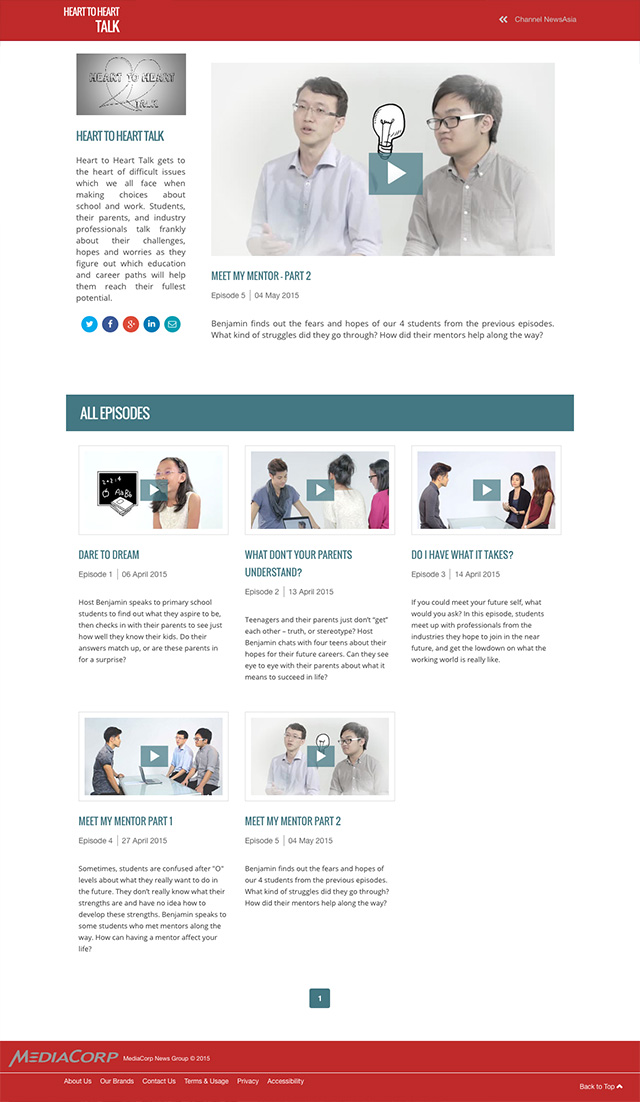 HEART TO HEART
TALK
Channel NewsAsia
HEART TO HEART
TALK
HEART TO HEART TALK
Heart to Heart Talk gets to
the heart of difficult issues
which we all face when
making choices about
school and work. Students,
their parents, and industry
professionals talk frankly
about their challenges,
hopes and worries as they
figure out which education
and career paths will help
them reach their fullest
potential.
MEET MY MENTOR - PART 2
Episode 5 | 04 May 2015
Benjamin finds out the fears and hopes of our 4 students from the previous episodes.
What kind of struggles did they go through? How did their mentors help along the way?
ALL EPISODES
2+2=4
AaBb
DARE TO DREAM
Episode 1 | 06 April 2015
Host Benjamin speaks to primary school
students to find out what they aspire to be,
then checks in with their parents to see just
how well they know their kids. Do their
answers match up, or are these parents in
for a surprise?
WHAT DON'T YOUR PARENTS
UNDERSTAND?
Episode 2 | 13 April 2015
Teenagers and their parents just don't "get"
each other – truth, or stereotype? Host
Benjamin chats with four teens about their
hopes for their future careers. Can they see
eye to eye with their parents about what it
means to succeed in life?
DO I HAVE WHAT IT TAKES?
Episode 3 | 14 April 2015
If you could meet your future self, what
would you ask? In this episode, students
meet up with professionals from the
industries they hope to join in the near
future, and get the lowdown on what the
working world is really like.
MEET MY MENTOR PART 1
Episode 4 | 27 April 2015
Sometimes, students are confused after "O"
levels about what they really want to do in
the future. They don't really know what their
strengths are and have no idea how to
develop these strengths. Benjamin speaks to
some students who met mentors along the
way. How can having a mentor affect your
life?
MEET MY MENTOR PART 2
Episode 5 | 04 May 2015
Benjamin finds out the fears and hopes of
our 4 students from the previous episodes.
What kind of struggles did they go through?
How did their mentors help along the way?
1
MEDIACORP MediaCorp News Group © 2015
About Us Our Brands Contact Us Terms & Usage Privacy Accessibility
Back to Top